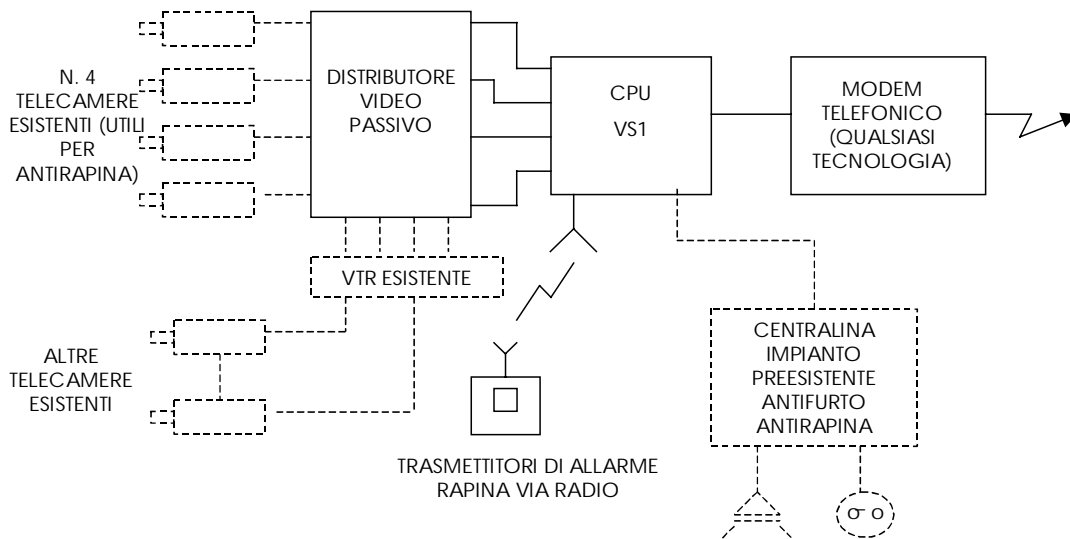 N. 4
TELECAMERE
ESISTENTI (UTILI
PER
ANTIRAPINA)
DISTRIBUTORE
VIDEO
PASSIVO
CPU
VS1
MODEM
TELEFONICO
(QUALSIASI
TECNOLOGIA)
VTR ESISTENTE
ALTRE
TELECAMERE
ESISTENTI
TRASMETTITORI DI ALLARME
RAPINA VIA RADIO
CENTRALINA
IMPIANTO
PREESISTENTE
ANTIFURTO
ANTIRAPINA